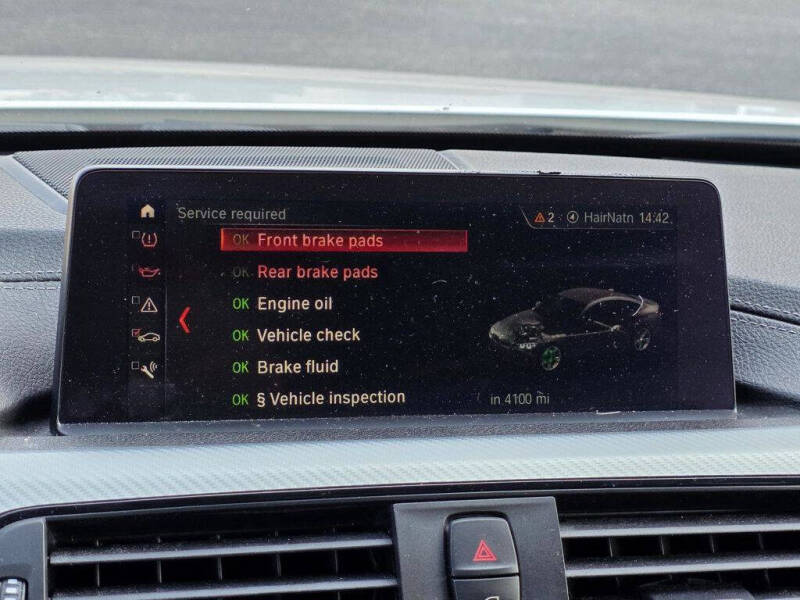 Service required
2 HairNatn 14:42
OK Front brake pads
OK Rear brake pads
OK Engine oil
OK Vehicle check
OK Brake fluid
OK § Vehicle inspection
in 4100 mi